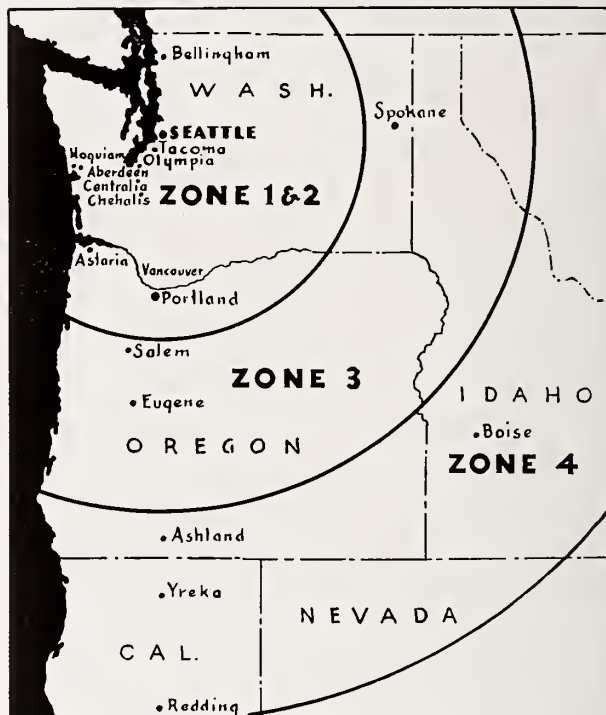 Bellingham
WASH.
Spokane
SEATTLE
Tacoma
Olympia
Hoquiam
Aberdeen
Centralia
Chehalis
ZONE 1&2
Astaria
Vancouver
Portland
Salem
ZONE 3
IDAHO
Eugene
Boise
OREGON
ZONE 4
Ashland
Yreka
NEVADA
CAL.
Redding